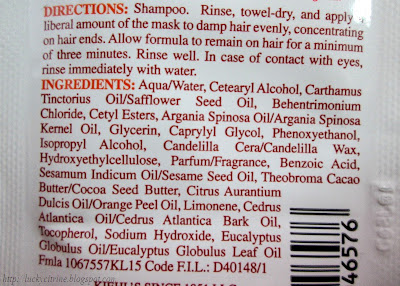 DIRECTIONS: Shampoo. Rinse, towel-dry, and apply a
liberal amount of the mask to damp hair evenly, concentrating
on hair ends. Allow formula to remain on hair for a minimum
of three minutes. Rinse well. In case of contact with eyes,
rinse immediately with water.
INGREDIENTS: Aqua/Water, Cetearyl Alcohol, Carthamus
Tinctorius Oil/Safflower Seed Oil, Behentrimonium
Chloride, Cetyl Esters, Argania Spinosa Oil/Argania Spinosa
Kernel Oil, Glycerin, Caprylyl Glycol, Phenoxyethanol,
Isopropyl Alcohol, Candelilla Cera/Candelilla Wax,
Hydroxyethylcellulose, Parfum/Fragrance, Benzoic Acid,
Sesamum Indicum Oil/Sesame Seed Oil, Theobroma Cacao
Butter/Cocoa Seed Butter, Citrus Aurantium
Dulcis Oil/Orange Peel Oil, Limonene, Cedrus
Atlantica Oil/Cedrus Atlantica Bark Oil,
Tocopherol, Sodium Hydroxide, Eucalyptus
Globulus Oil/Eucalyptus Globulus Leaf Oil
Fmla 1067557KL15 Code F.I.L.: D40148/1
46576
http://luckycitrine.blogspot.com
KIEHL'S SINCE 1851